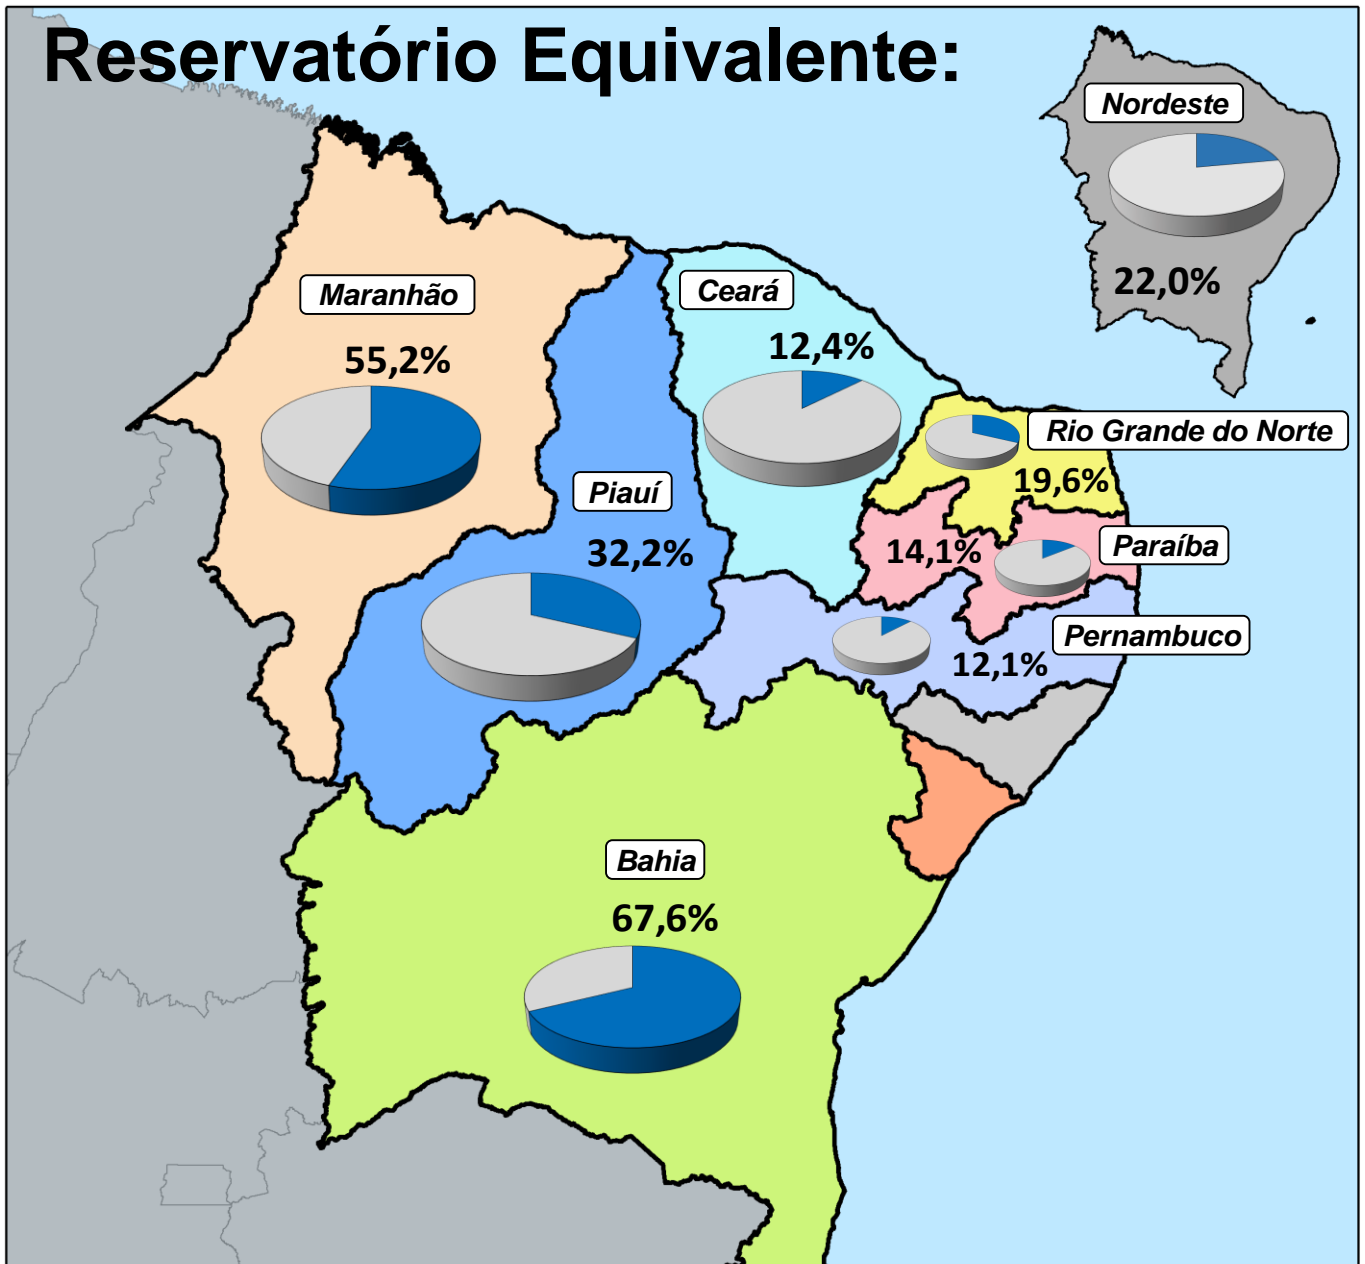 Reservatório Equivalente:
Nordeste
22,0%
Maranhão
55,2%
Ceará
12,4%
Rio Grande do Norte
19,6%
Piauí
32,2%
Paraíba
14,1%
Pernambuco
12,1%
Bahia
67,6%